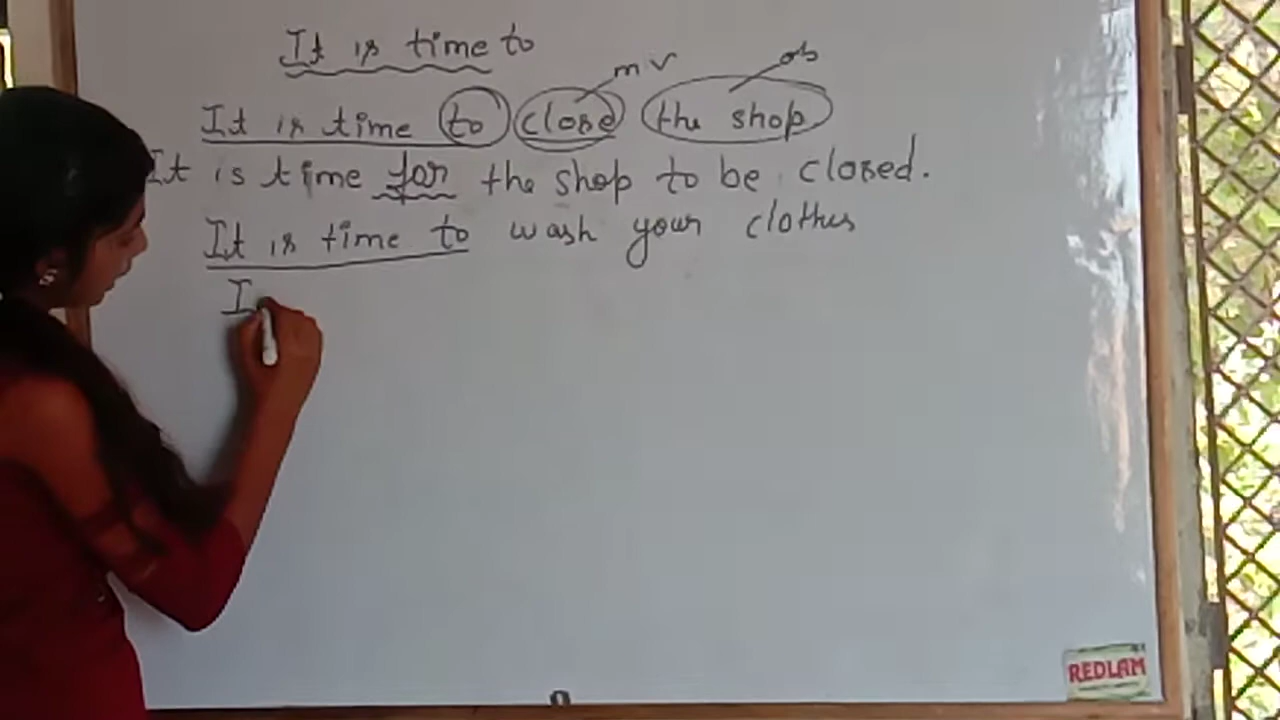 It is time to
mv ob
It is time to close the shop
It is time for the shop to be closed.
It is time to wash your clothes
I
REDLAM